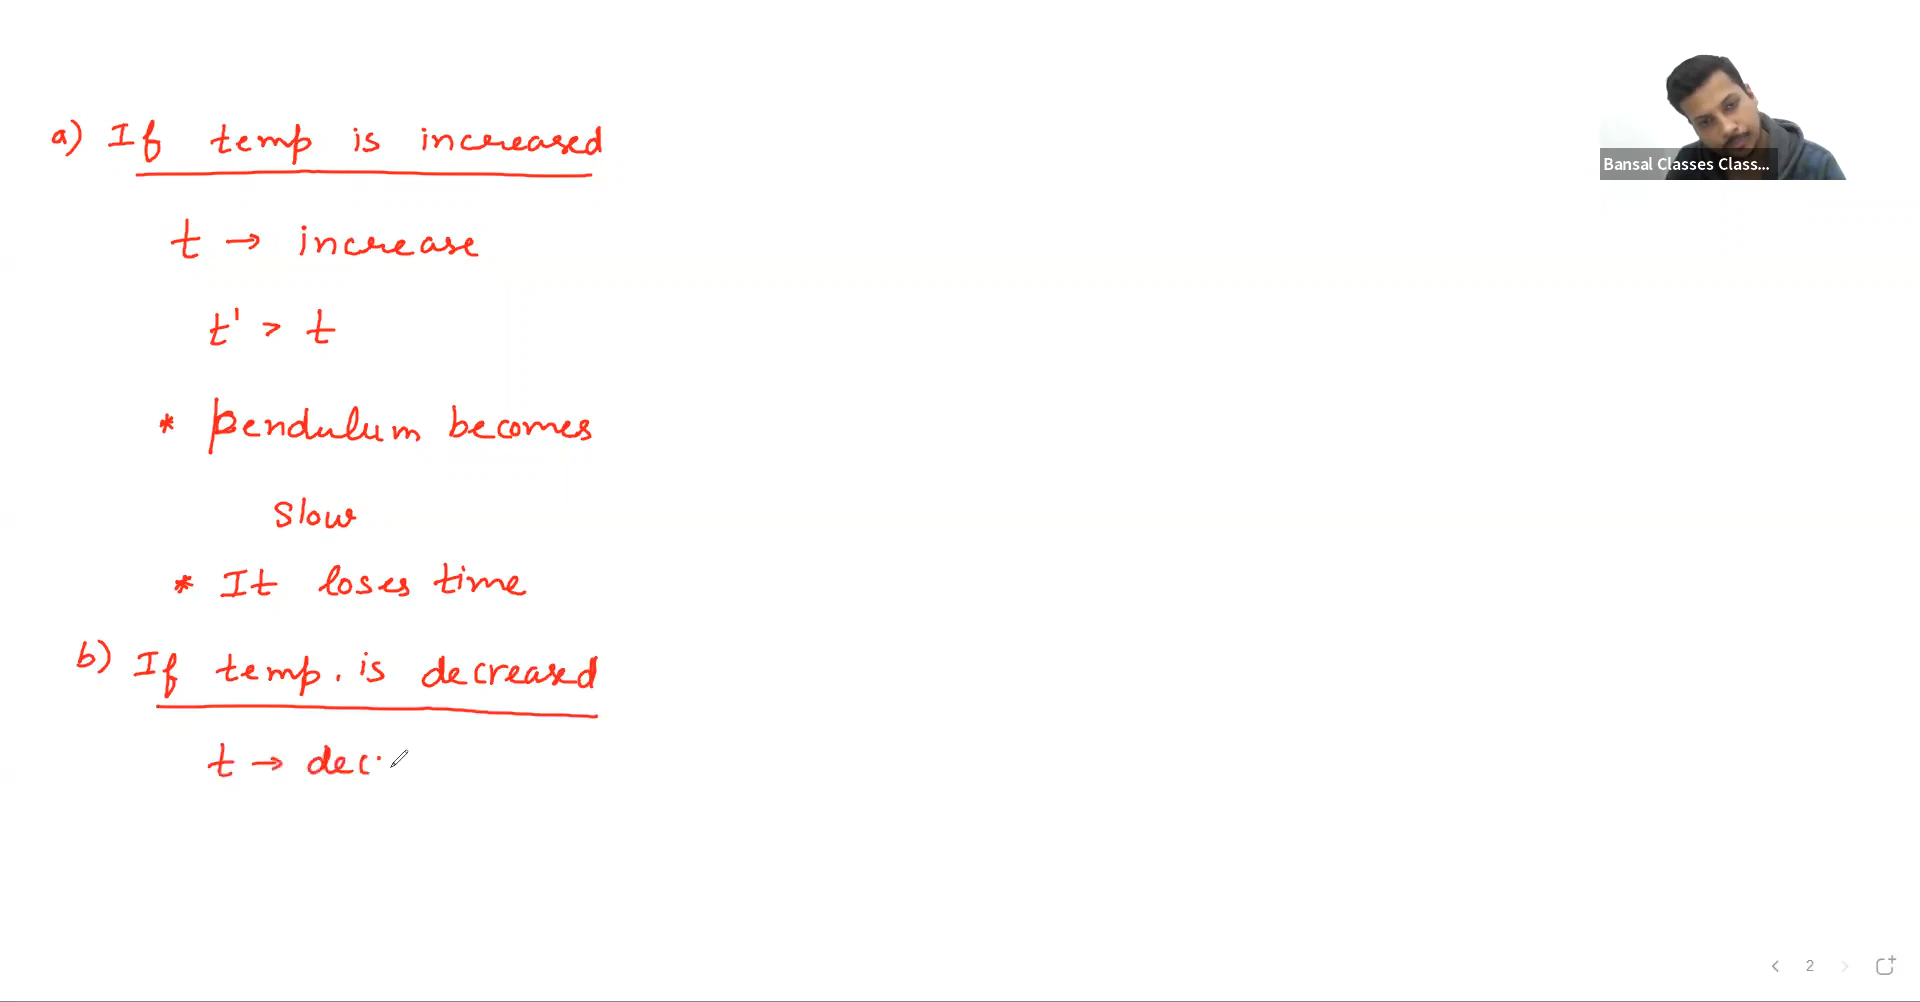 a) If temp is increased
t → increase
t' > t
* Pendulum becomes
slow
* It loses time
b) If temp. is decreased
t → dec.
Bansal Classes Class...
2